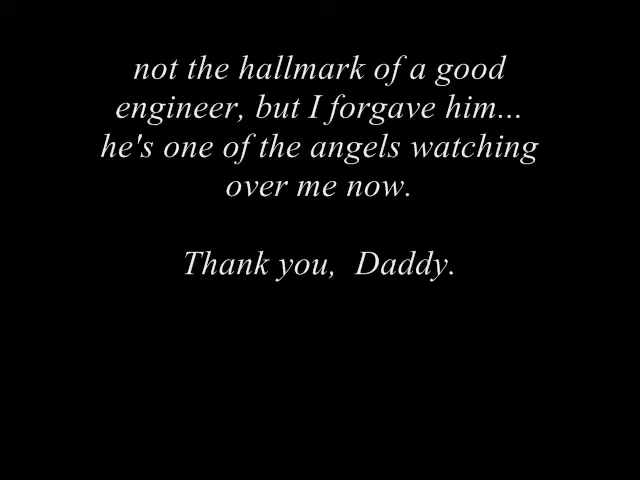 not the hallmark of a good
engineer, but I forgave him...
he's one of the angels watching
over me now.
Thank you,  Daddy.